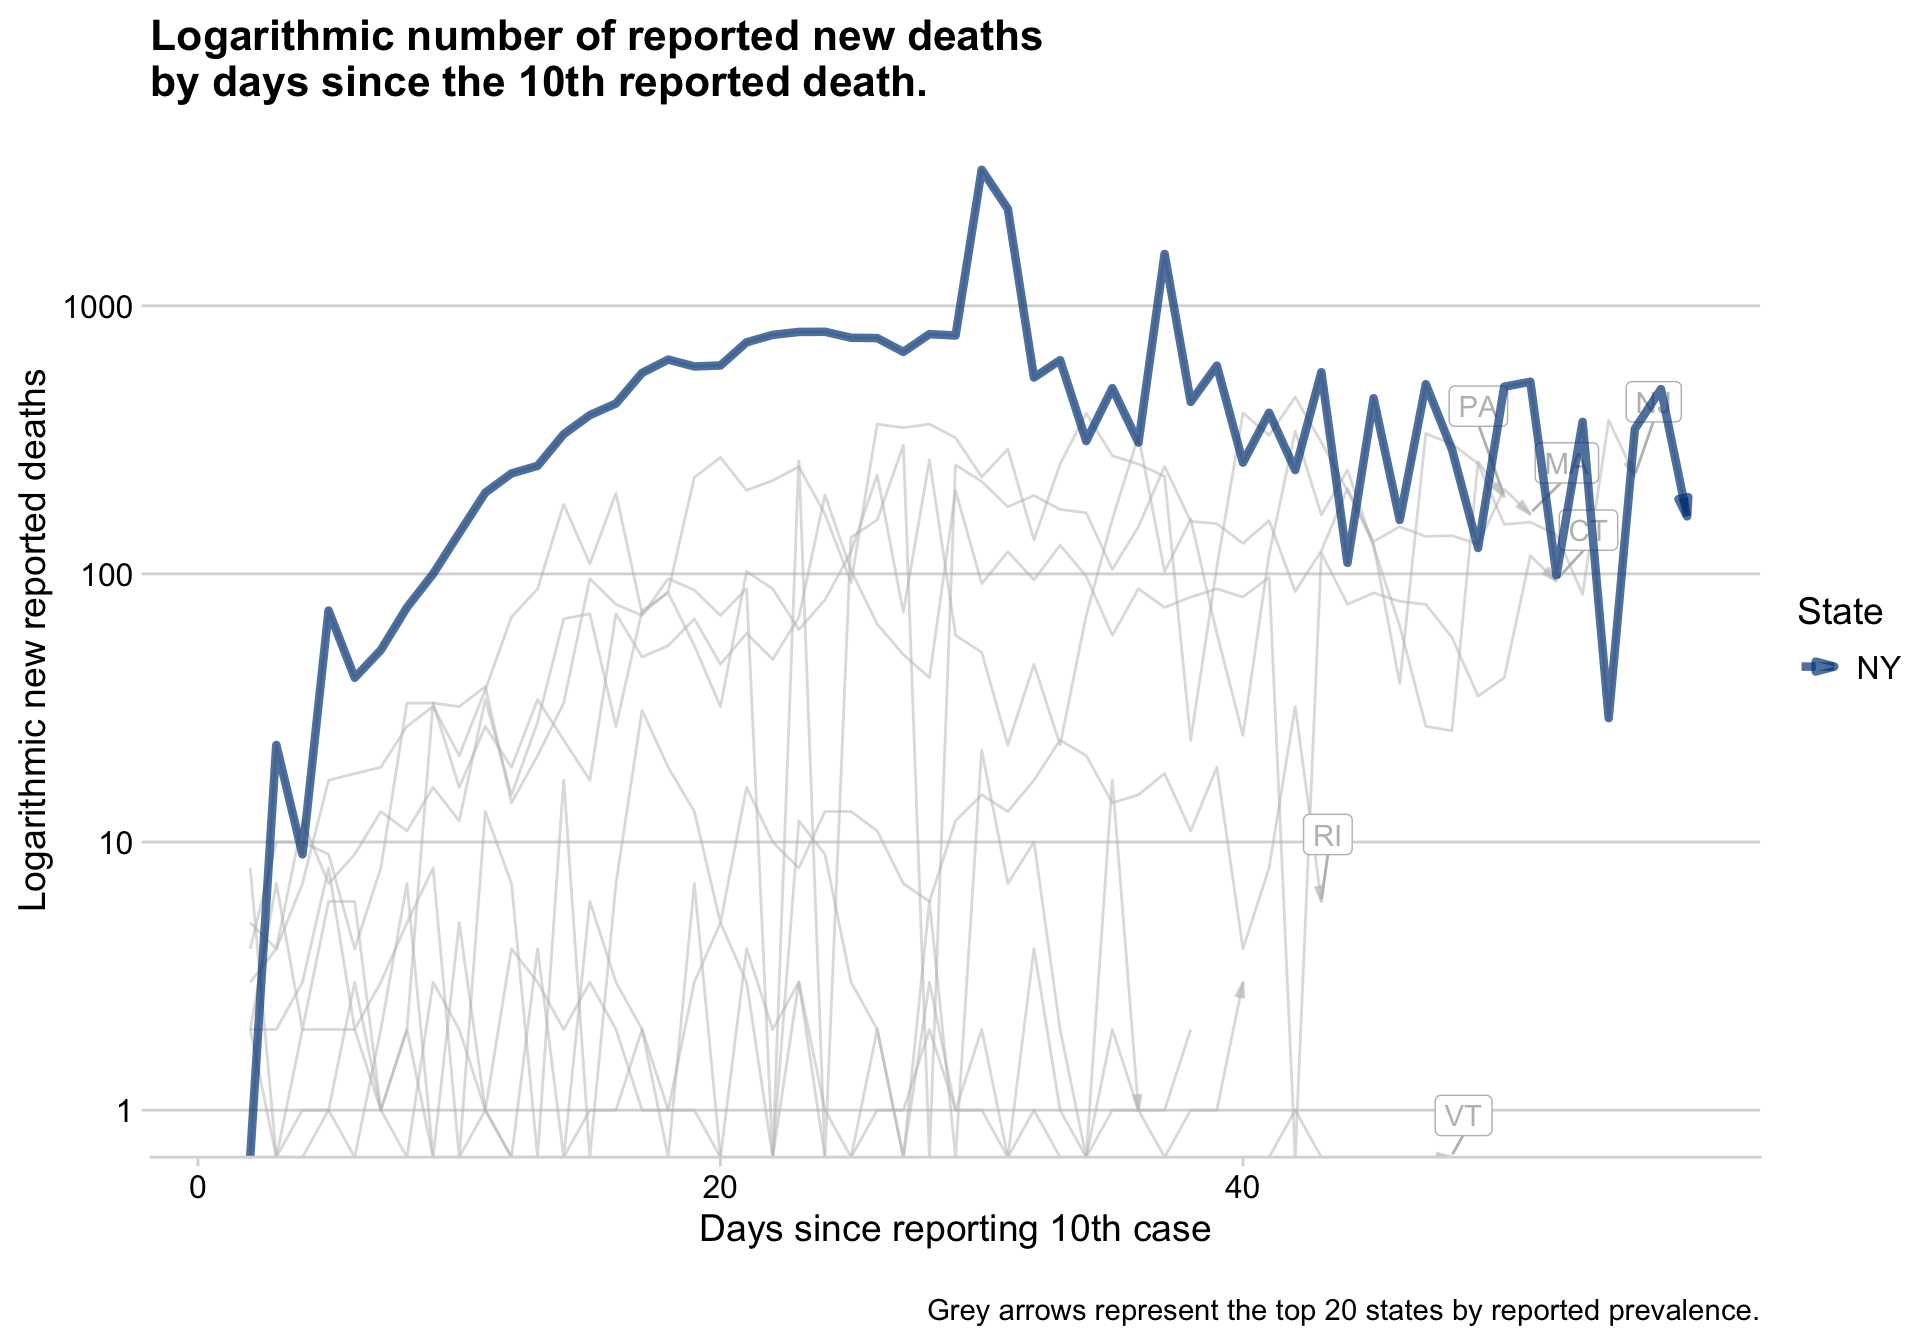 Logarithmic number of reported new deaths
by days since the 10th reported death.
Logarithmic new reported deaths
1000
100
10
1
PA
NJ
MA
CT
RI
VT
State
NY
0
20
40
Days since reporting 10th case
Grey arrows represent the top 20 states by reported prevalence.